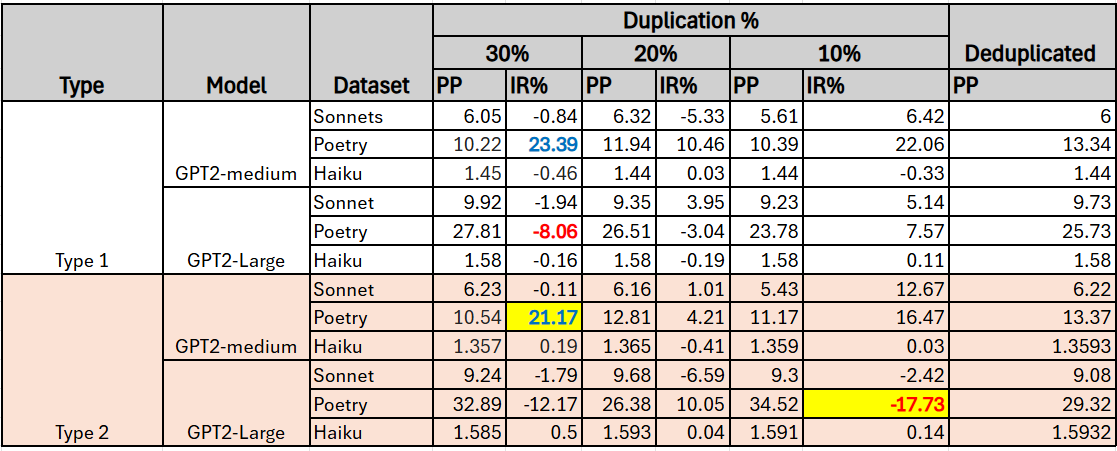 Duplication %
30% 20% 10% Deduplicated
Type Model Dataset PP IR% PP IR% PP IR% PP
Sonnets 6.05 -0.84 6.32 -5.33 5.61 6.42 6
Poetry 10.22 23.39 11.94 10.46 10.39 22.06 13.34
GPT2-medium Haiku 1.45 -0.46 1.44 0.03 1.44 -0.33 1.44
Sonnet 9.92 -1.94 9.35 3.95 9.23 5.14 9.73
Poetry 27.81 -8.06 26.51 -3.04 23.78 7.57 25.73
Type 1 GPT2-Large Haiku 1.58 -0.16 1.58 -0.19 1.58 0.11 1.58
Sonnet 6.23 -0.11 6.16 1.01 5.43 12.67 6.22
Poetry 10.54 21.17 12.81 4.21 11.17 16.47 13.37
GPT2-medium Haiku 1.357 0.19 1.365 -0.41 1.359 0.03 1.3593
Sonnet 9.24 -1.79 9.68 -6.59 9.3 -2.42 9.08
Poetry 32.89 -12.17 26.38 10.05 34.52 -17.73 29.32
Type 2 GPT2-Large Haiku 1.585 0.5 1.593 0.04 1.591 0.14 1.5932